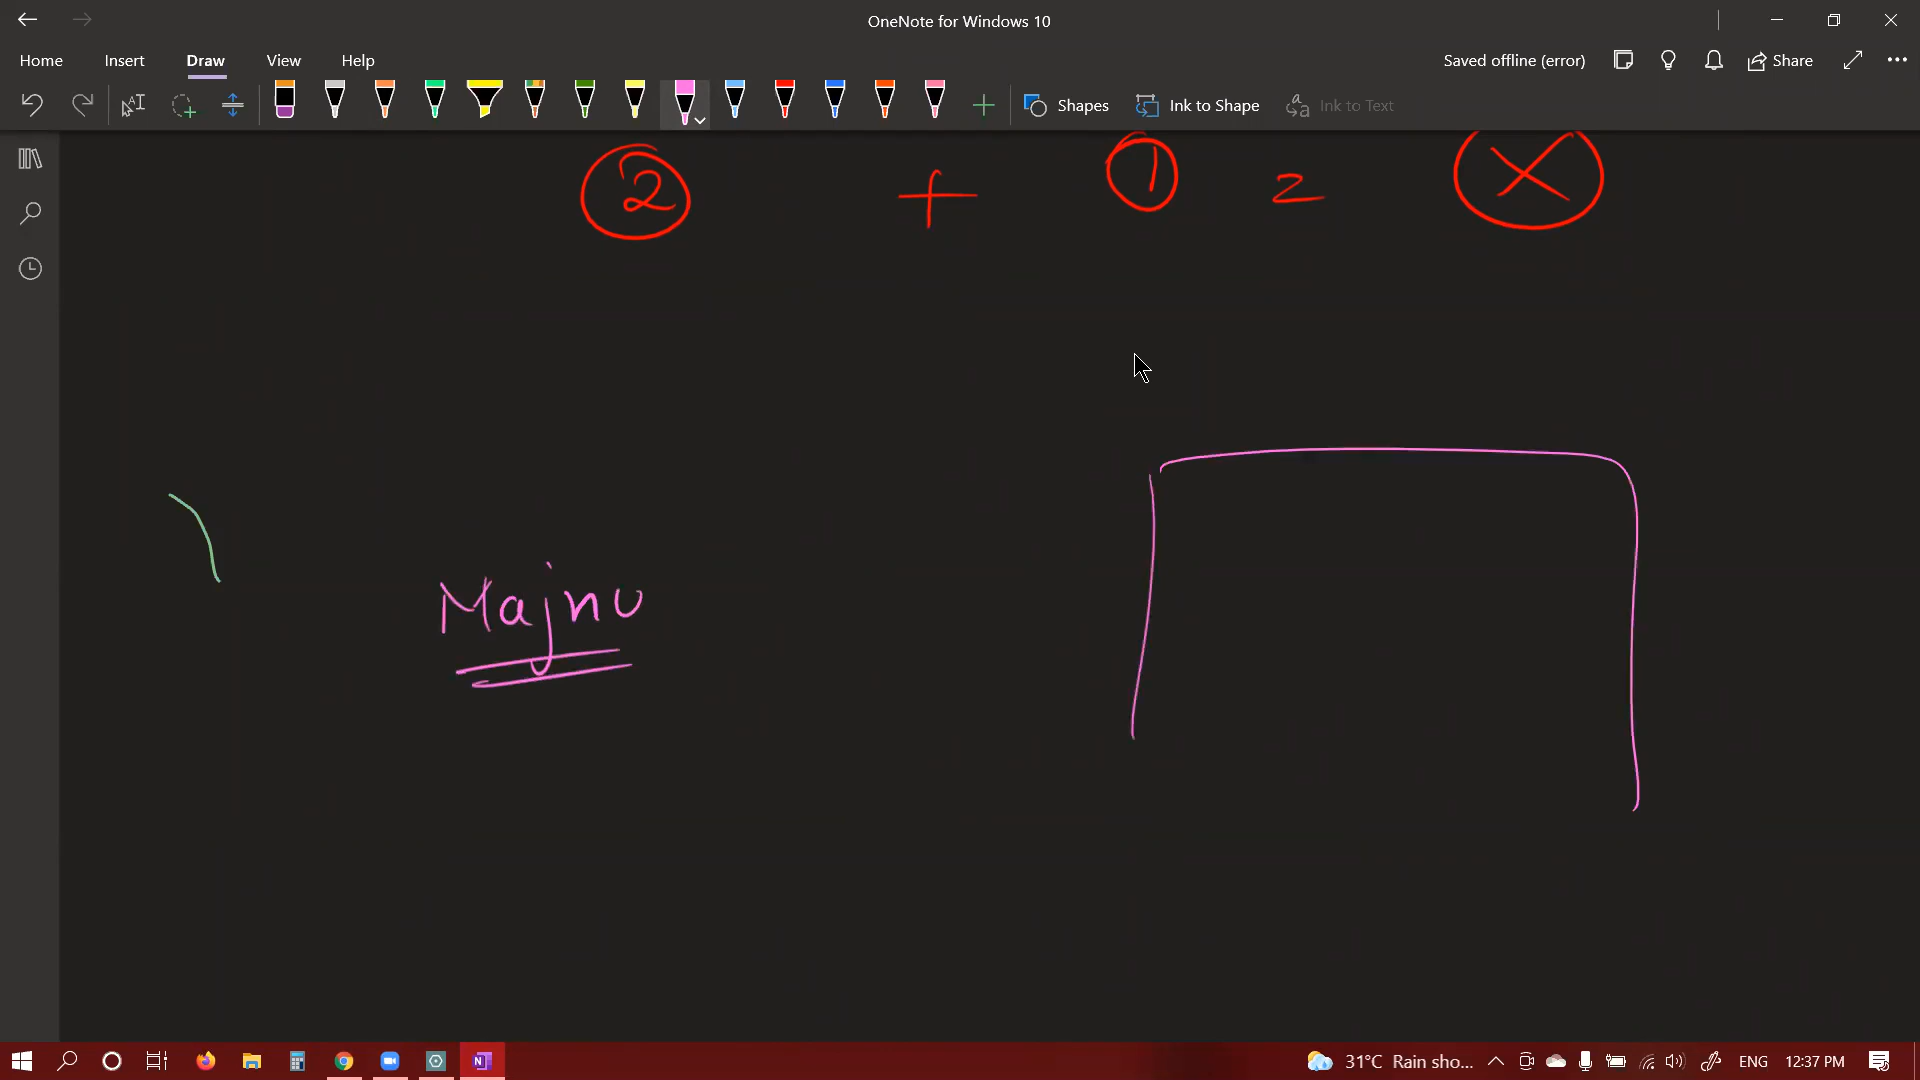 OneNote for Windows 10
Home Insert Draw View Help Saved offline (error) Share
Shapes Ink to Shape Ink to Text
2 + 1 = X
Majnu
31°C Rain sho... ENG 12:37 PM